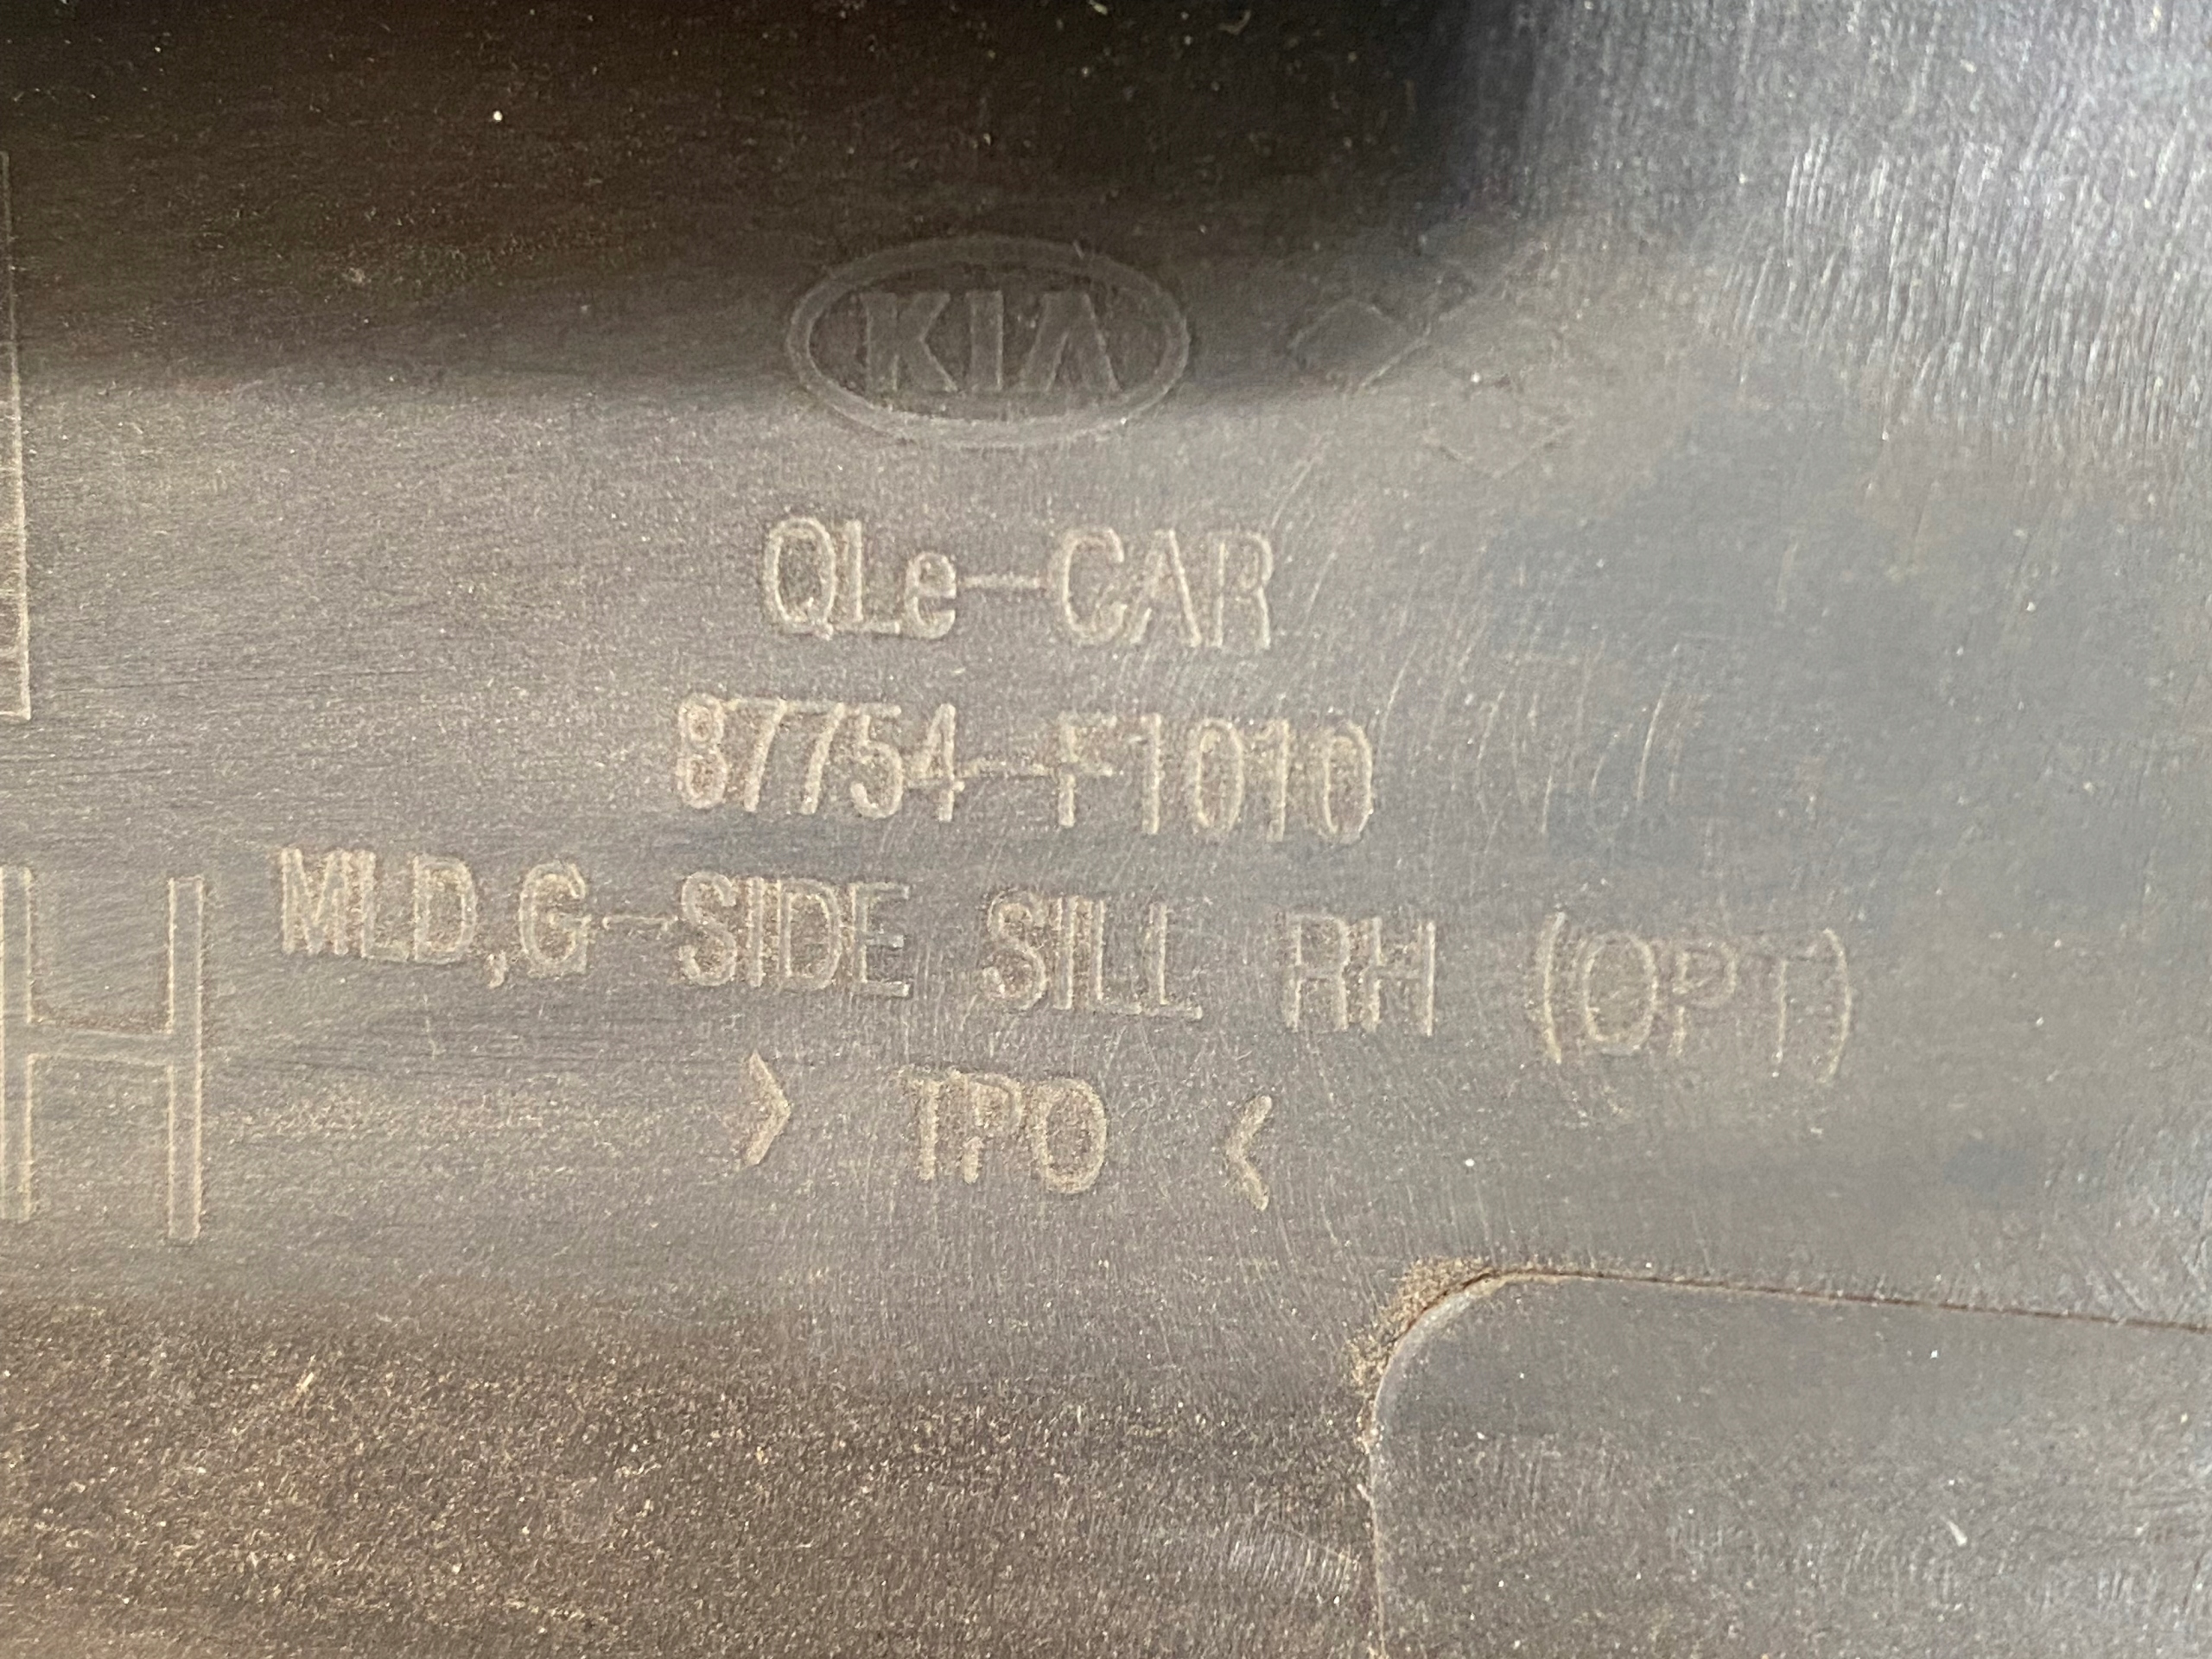 KIA
QLe-CAR
87754-F1010
MLD,G-SIDE SILL RH (OPT)
> TPO <
H